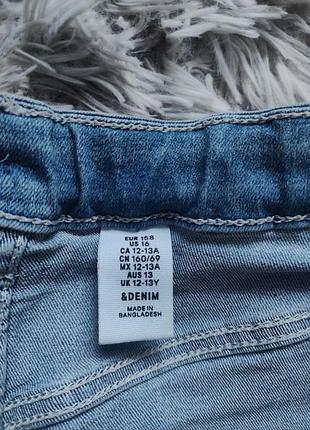 EUR 158
US 16
CA 12-13A
CN 160/69
MX 12-13A
AUS 13
UK 12-13Y
&DENIM
MADE IN
BANGLADESH